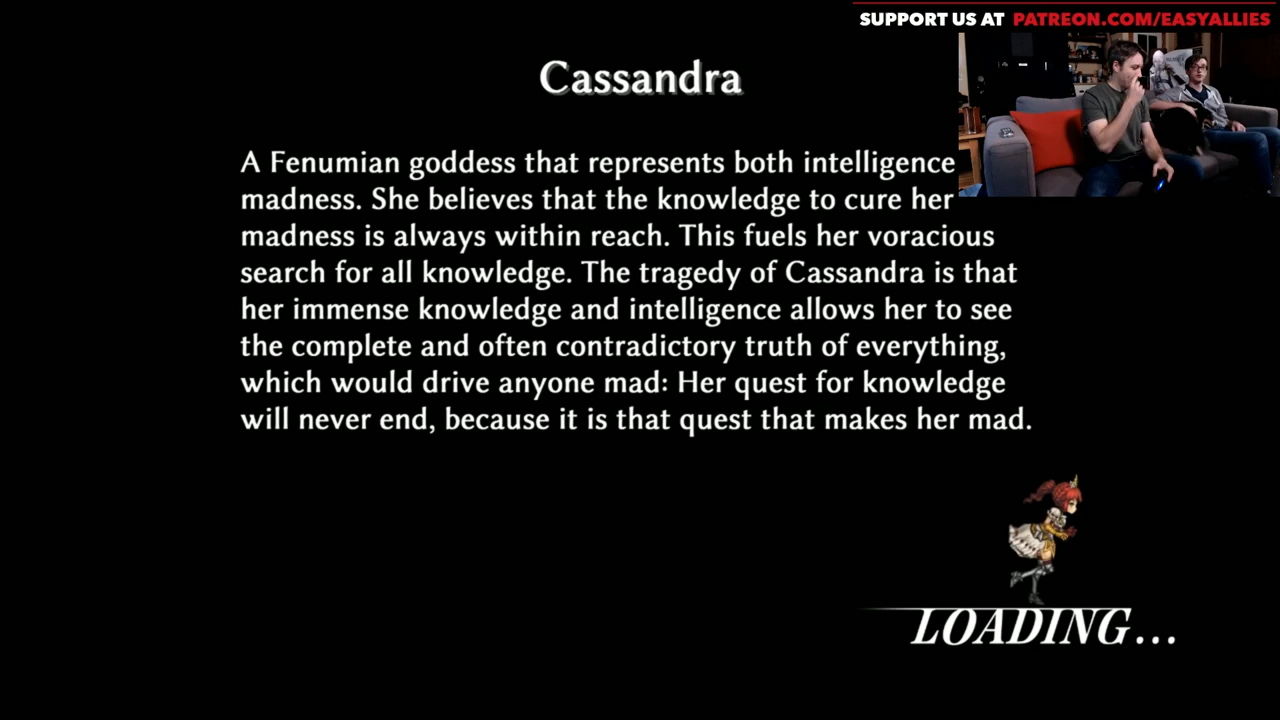 SUPPORT US AT PATREON.COM/EASYALLIES
Cassandra
A Fenumian goddess that represents both intelligence
madness. She believes that the knowledge to cure her
madness is always within reach. This fuels her voracious
search for all knowledge. The tragedy of Cassandra is that
her immense knowledge and intelligence allows her to see
the complete and often contradictory truth of everything,
which would drive anyone mad: Her quest for knowledge
will never end, because it is that quest that makes her mad.
LOADING...